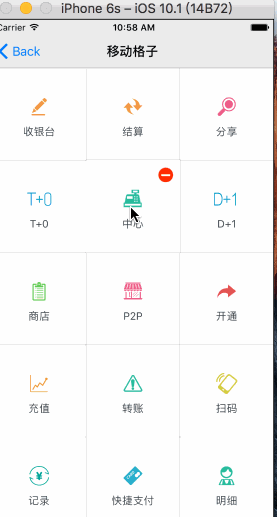 iPhone 6s – iOS 10.1 (14B72)
Carrier 10:58 AM
Back 移动格子
收银台 结算 分享
T+0 D+1
T+0 中心 D+1
商店 P2P 开通
充值 转账 扫码
记录 快捷支付 明细